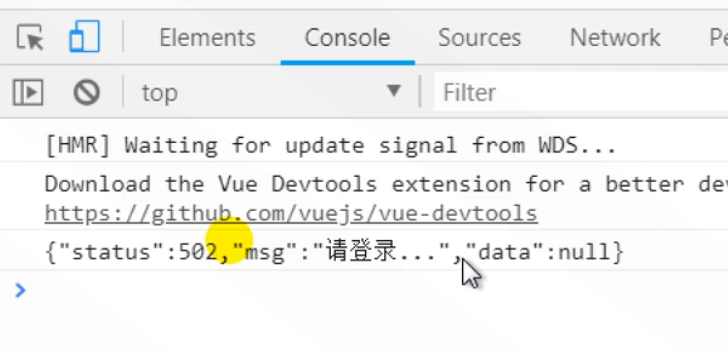 Elements Console Sources Network Pe
top Filter
[HMR] Waiting for update signal from WDS...
Download the Vue Devtools extension for a better dev
https://github.com/vuejs/vue-devtools
{"status":502,"msg":"请登录...","data":null}